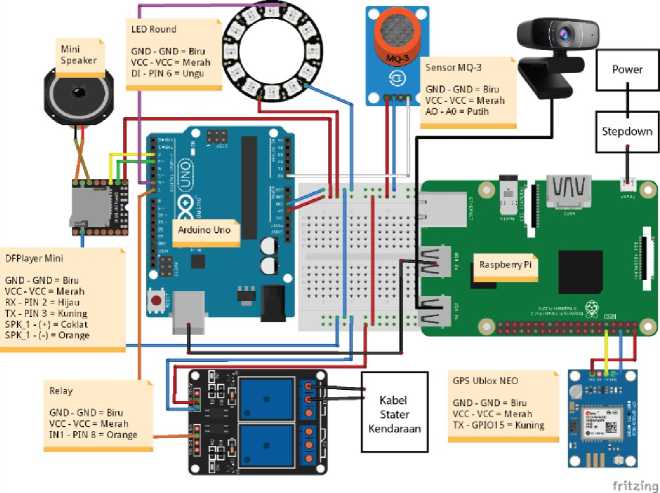 LED Round
GND - GND = Biru
VCC - VCC = Merah
DI - PIN 6 = Ungu
Mini
Speaker
MQ-3
Sensor MQ-3
GND - GND = Biru
VCC - VCC = Merah
AO - A0 = Putih
Power
Stepdown
Arduino Uno
Raspberry Pi
DFPlayer Mini
GND - GND = Biru
VCC - VCC = Merah
RX - PIN 2 = Hijau
TX - PIN 3 = Kuning
SPK_1 - (+) = Coklat
SPK_1 - (-) = Orange
Relay
GND - GND = Biru
VCC - VCC = Merah
IN1 - PIN 8 = Orange
Kabel
Stater
Kendaraan
GPS Ublox NEO
GND - GND = Biru
VCC - VCC = Merah
TX - GPIO15 = Kuning
fritzing